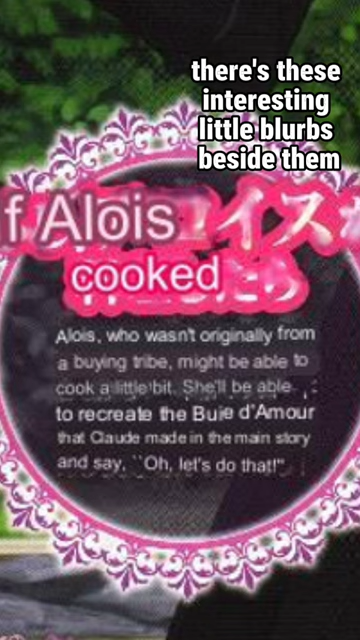 there's these
interesting
little blurbs
beside them
f Alois イス
cooked
Alois, who wasn't originally from
a buying tribe, might be able to
cook a little bit. She'll be able
to recreate the Buie d'Amour
that Claude made in the main story
and say, ``Oh, let's do that!"